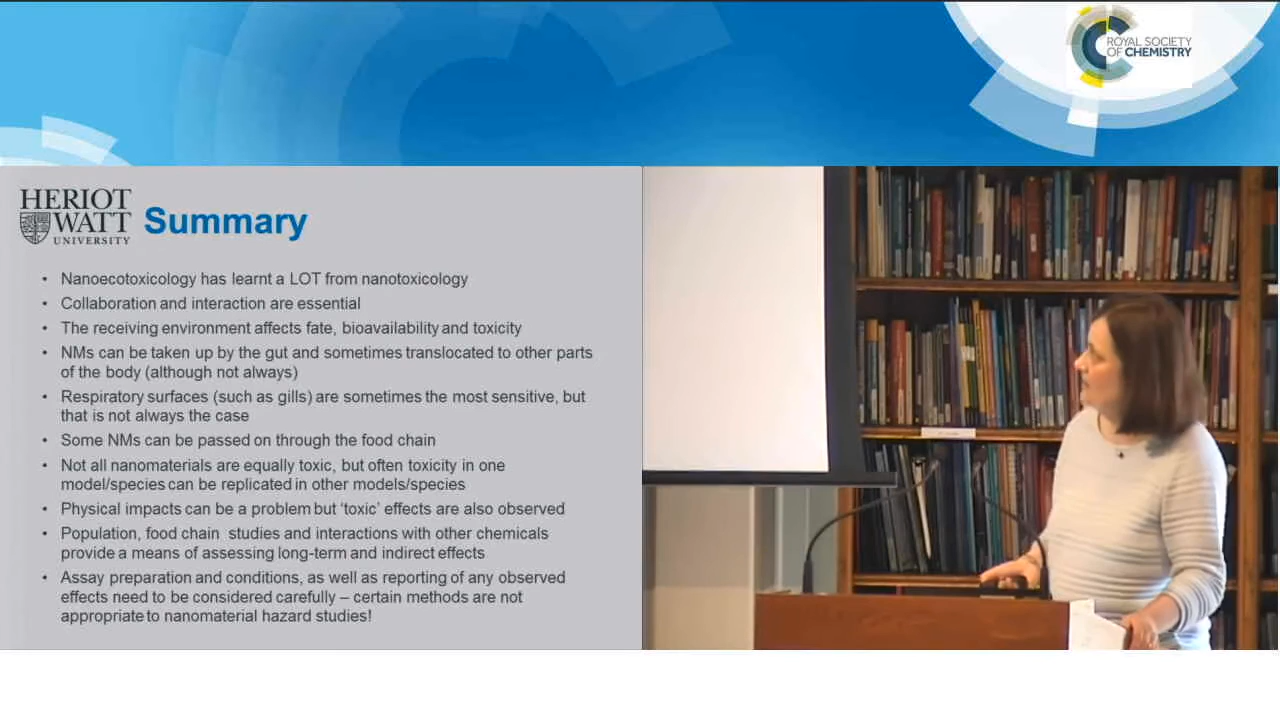 ROYAL SOCIETY
OF CHEMISTRY
HERIOT
WATT
UNIVERSITY
Summary
• Nanoecotoxicology has learnt a LOT from nanotoxicology
• Collaboration and interaction are essential
• The receiving environment affects fate, bioavailability and toxicity
• NMs can be taken up by the gut and sometimes translocated to other parts
of the body (although not always)
• Respiratory surfaces (such as gills) are sometimes the most sensitive, but
that is not always the case
• Some NMs can be passed on through the food chain
• Not all nanomaterials are equally toxic, but often toxicity in one
model/species can be replicated in other models/species
• Physical impacts can be a problem but ‘toxic’ effects are also observed
• Population, food chain studies and interactions with other chemicals
provide a means of assessing long-term and indirect effects
• Assay preparation and conditions, as well as reporting of any observed
effects need to be considered carefully – certain methods are not
appropriate to nanomaterial hazard studies!